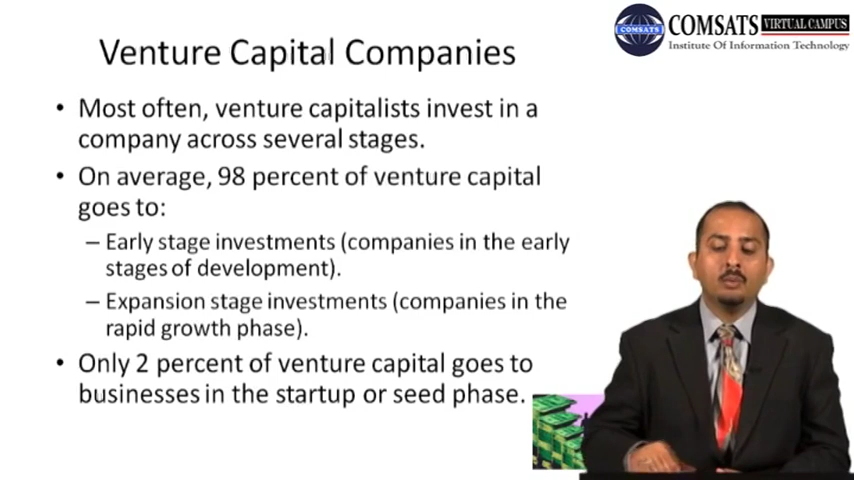 COMSATS VIRTUAL CAMPUS
Institute Of Information Technology
COMSATS
Venture Capital Companies
• Most often, venture capitalists invest in a
company across several stages.
• On average, 98 percent of venture capital
goes to:
– Early stage investments (companies in the early
stages of development).
– Expansion stage investments (companies in the
rapid growth phase).
• Only 2 percent of venture capital goes to
businesses in the startup or seed phase.